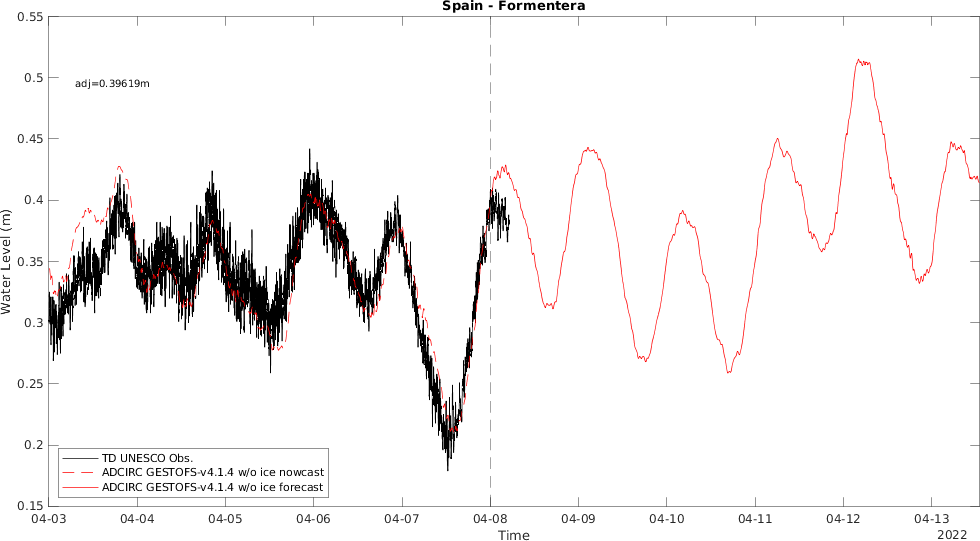 Spain - Formentera
0.55
0.5
0.45
0.4
0.35
0.3
0.25
0.2
0.15
Water Level (m)
adj=0.39619m
TD UNESCO Obs.
ADCIRC GESTOFS-v4.1.4 w/o ice nowcast
ADCIRC GESTOFS-v4.1.4 w/o ice forecast
04-03 04-04 04-05 04-06 04-07 04-08 04-09 04-10 04-11 04-12 04-13
Time
2022